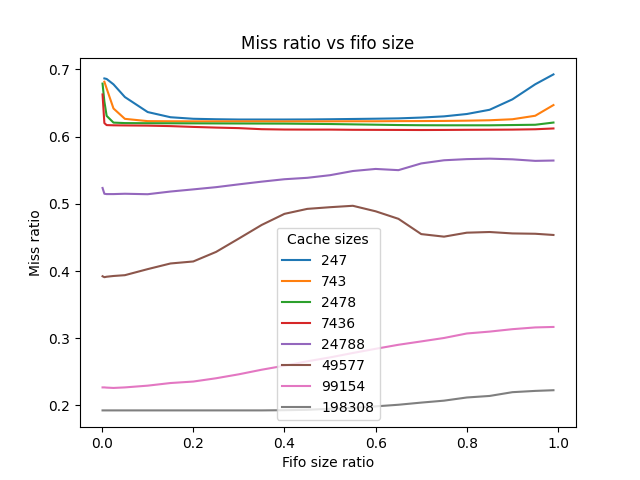 Miss ratio vs fifo size
Miss ratio
0.7
0.6
0.5
0.4
0.3
0.2
Cache sizes
247
743
2478
7436
24788
49577
99154
198308
0.0 0.2 0.4 0.6 0.8 1.0
Fifo size ratio